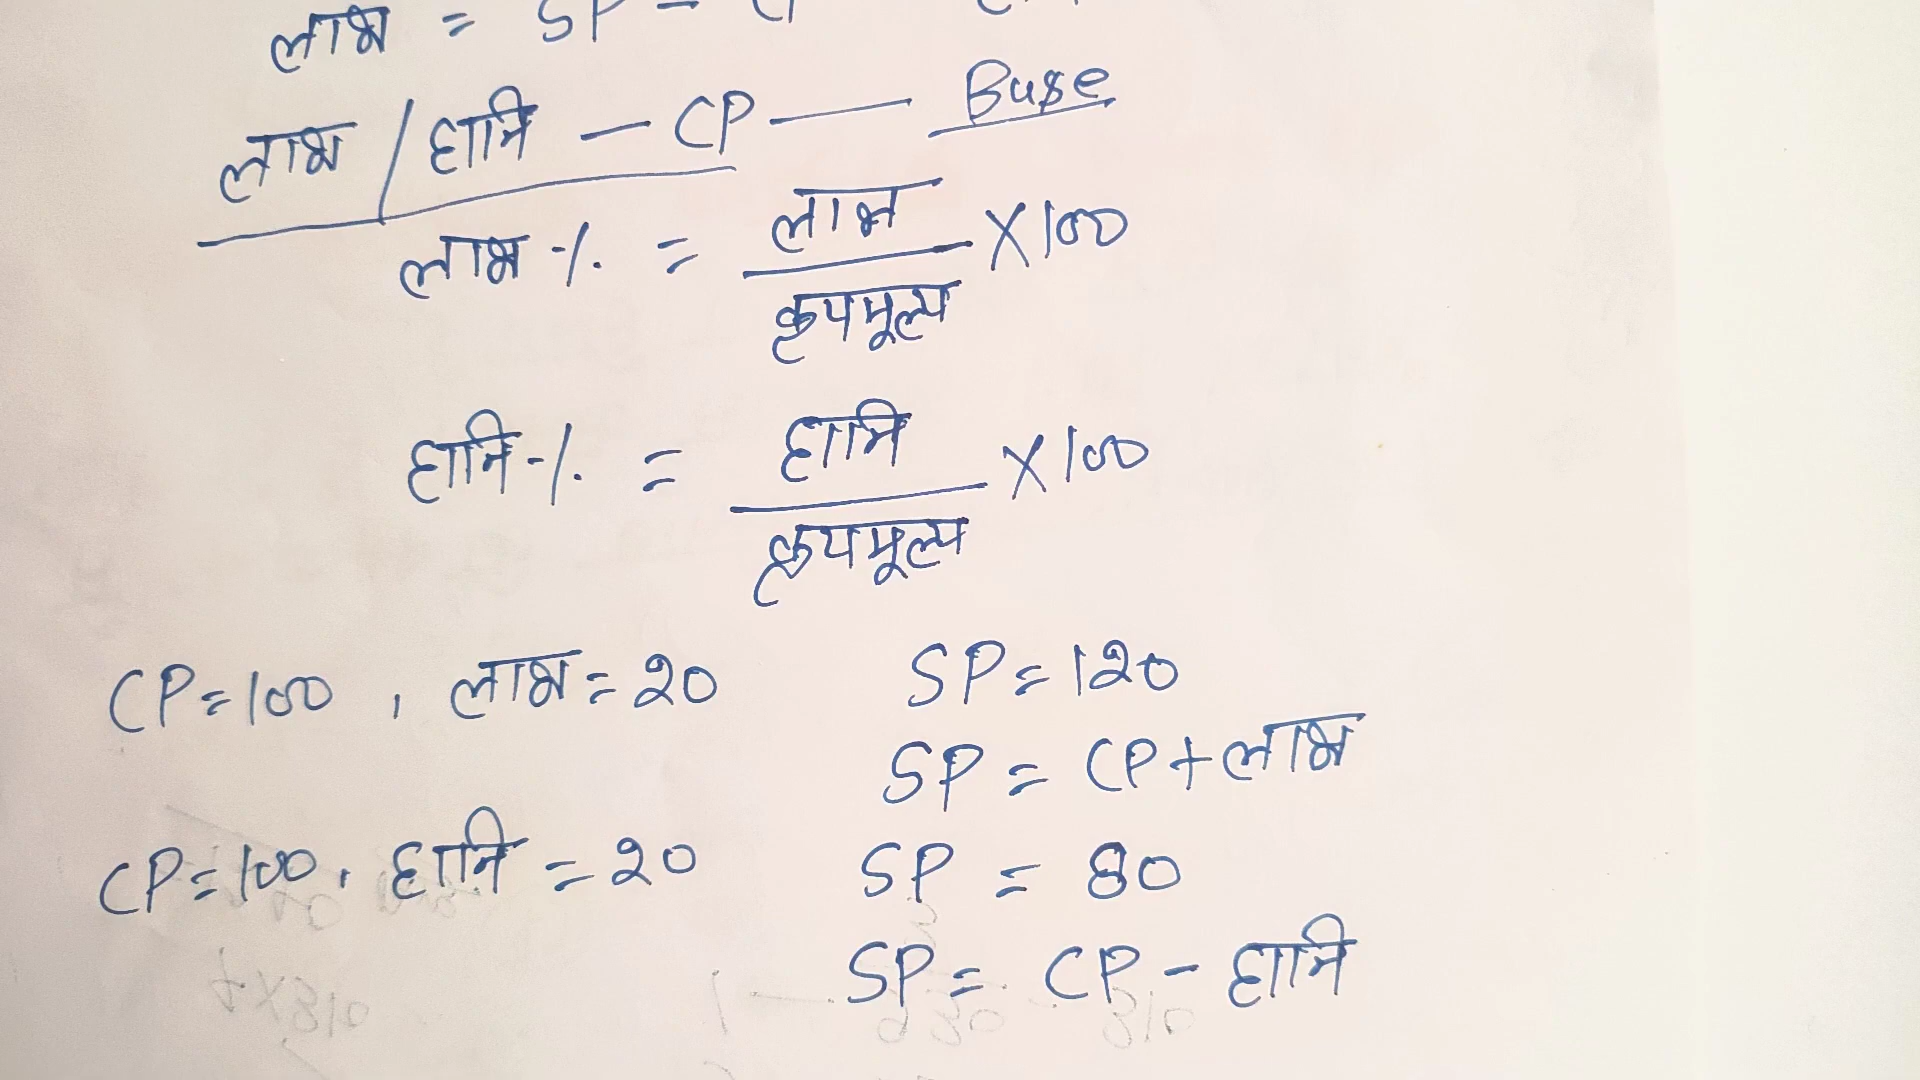 लाभ = SP - CP
लाभ / हानि — CP — Base
लाभ % = लाभ / क्रयमूल्य X 100
हानि % = हानि / क्रयमूल्य X 100
CP = 100 , लाभ = 20 SP = 120
SP = CP + लाभ
CP = 100 , हानि = 20 SP = 80
SP = CP - हानि